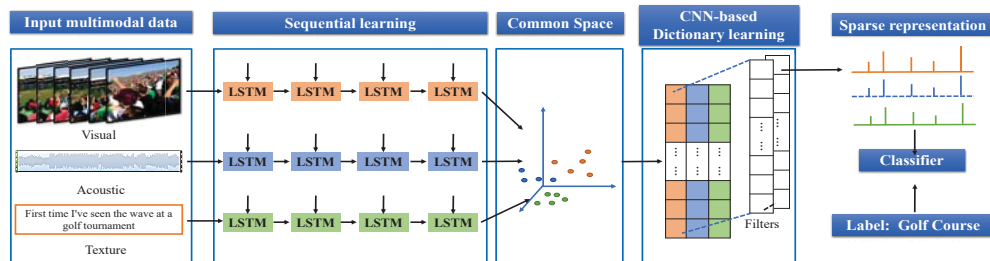 Input multimodal data
Sequential learning
Common Space
CNN-based
Dictionary learning
Sparse representation
Visual
Acoustic
First time I've seen the wave at a
golf tournament
Texture
LSTM LSTM LSTM LSTM
LSTM LSTM LSTM LSTM
LSTM LSTM LSTM LSTM
Filters
Classifier
Label: Golf Course